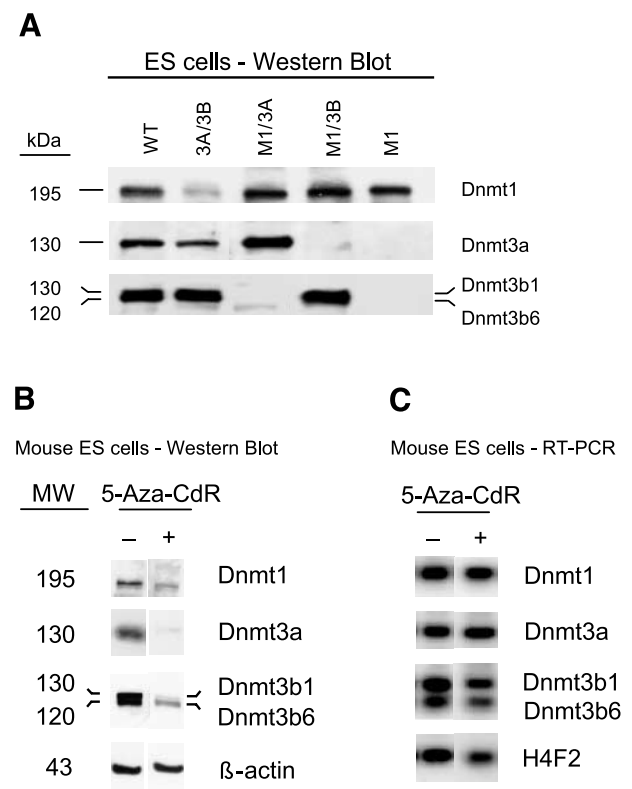 A
ES cells - Western Blot
kDa
WT
3A/3B
M1/3A
M1/3B
M1
195
Dnmt1
130
Dnmt3a
130
120
Dnmt3b1
Dnmt3b6
B
Mouse ES cells - Western Blot
MW
5-Aza-CdR
– +
195
Dnmt1
130
Dnmt3a
130
120
Dnmt3b1
Dnmt3b6
43
ß-actin
C
Mouse ES cells - RT-PCR
5-Aza-CdR
– +
Dnmt1
Dnmt3a
Dnmt3b1
Dnmt3b6
H4F2